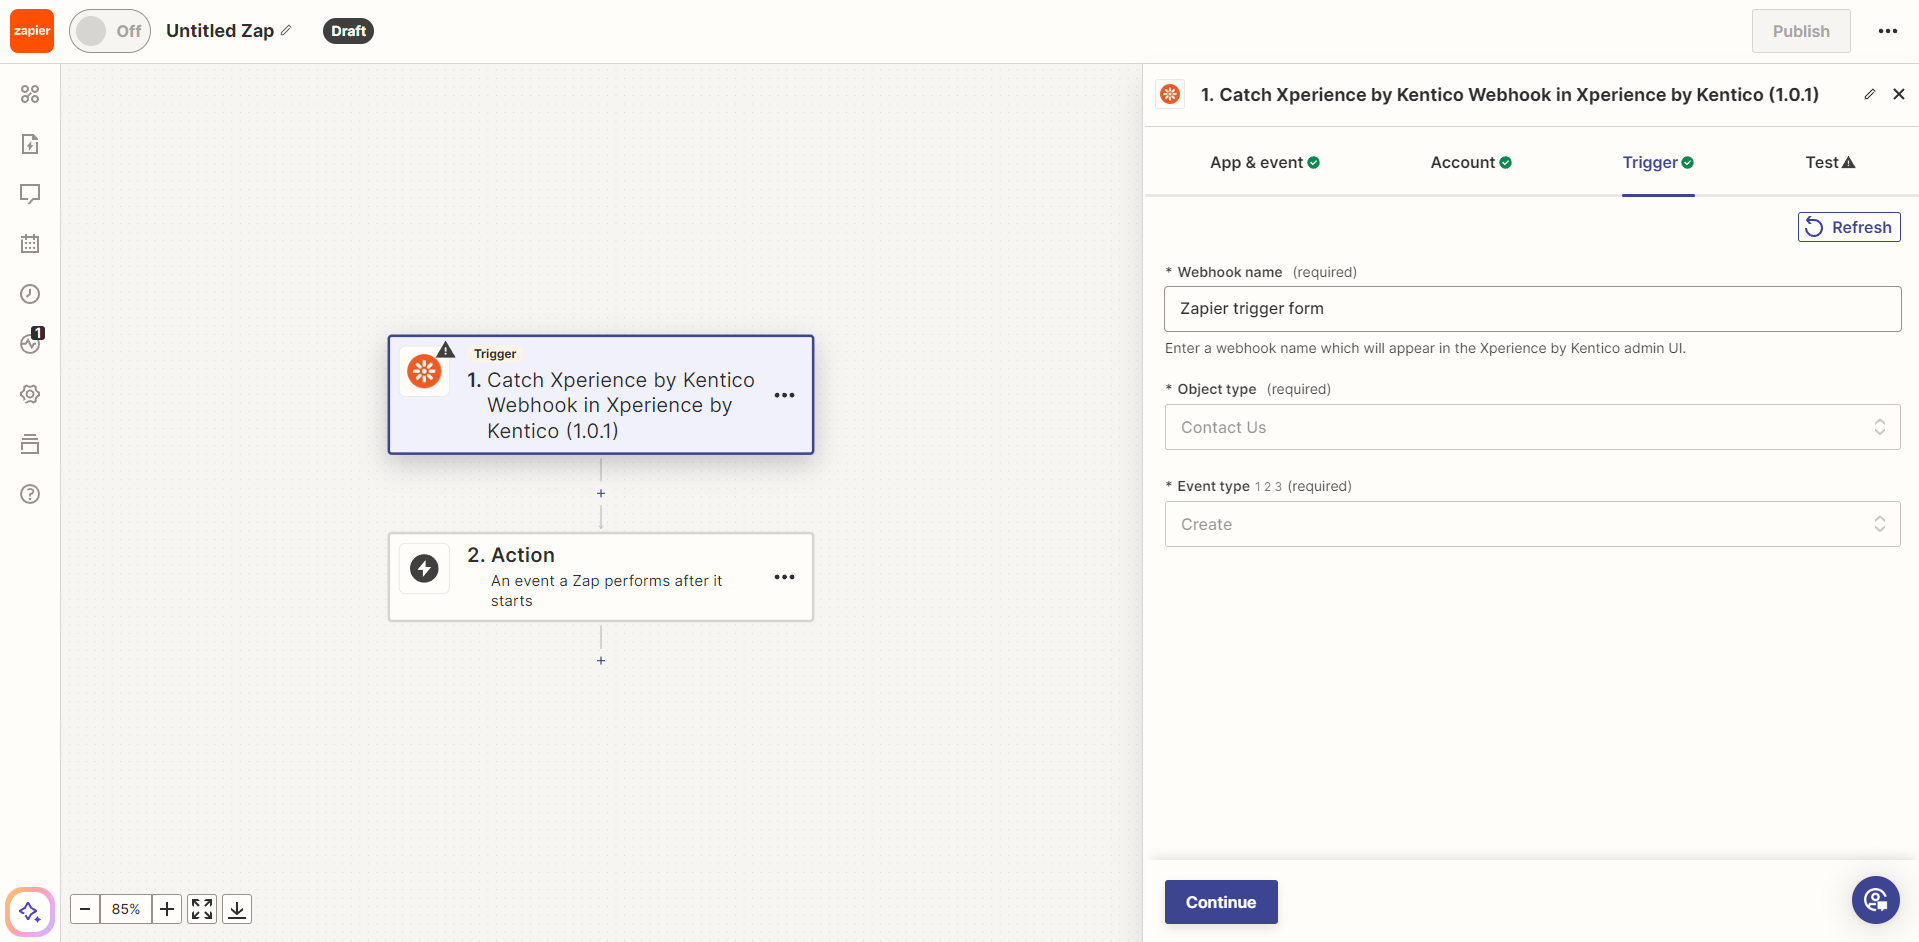 zapier
Off
Untitled Zap
Draft
Publish
1. Catch Xperience by Kentico Webhook in Xperience by Kentico (1.0.1)
App & event
Account
Trigger
Test
Refresh
* Webhook name (required)
Zapier trigger form
Enter a webhook name which will appear in the Xperience by Kentico admin UI.
* Object type (required)
Contact Us
* Event type 1 2 3 (required)
Create
Continue
1
Trigger
1. Catch Xperience by Kentico
Webhook in Xperience by
Kentico (1.0.1)
2. Action
An event a Zap performs after it
starts
85%